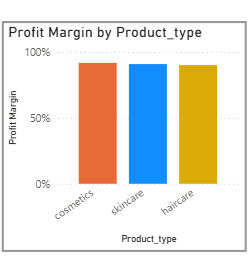 Profit Margin by Product_type
100%
50%
0%
Profit Margin
cosmetics
skincare
haircare
Product_type